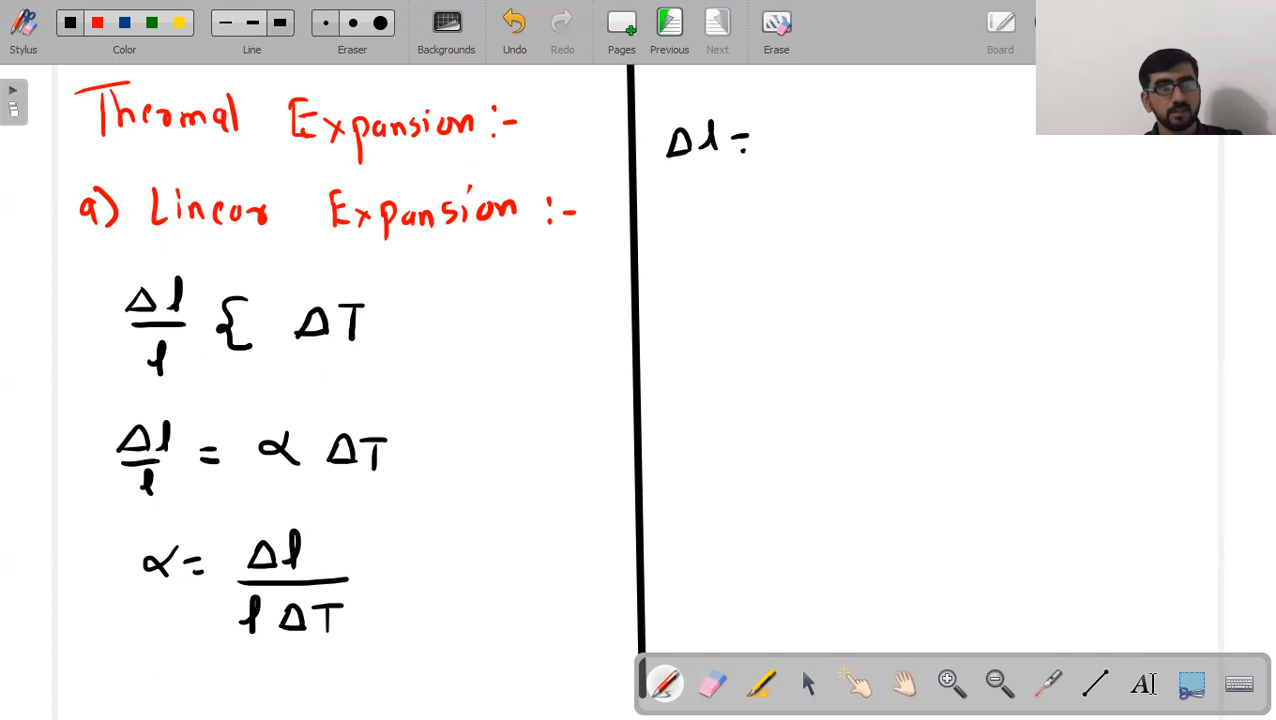 Stylus Color Line Eraser Backgrounds Undo Redo Pages Previous Next Erase Board
Thermal Expansion :-
a) Linear Expansion :-
Δl/l { ΔT
Δl/l = α ΔT
α = Δl / l ΔT
Δl =